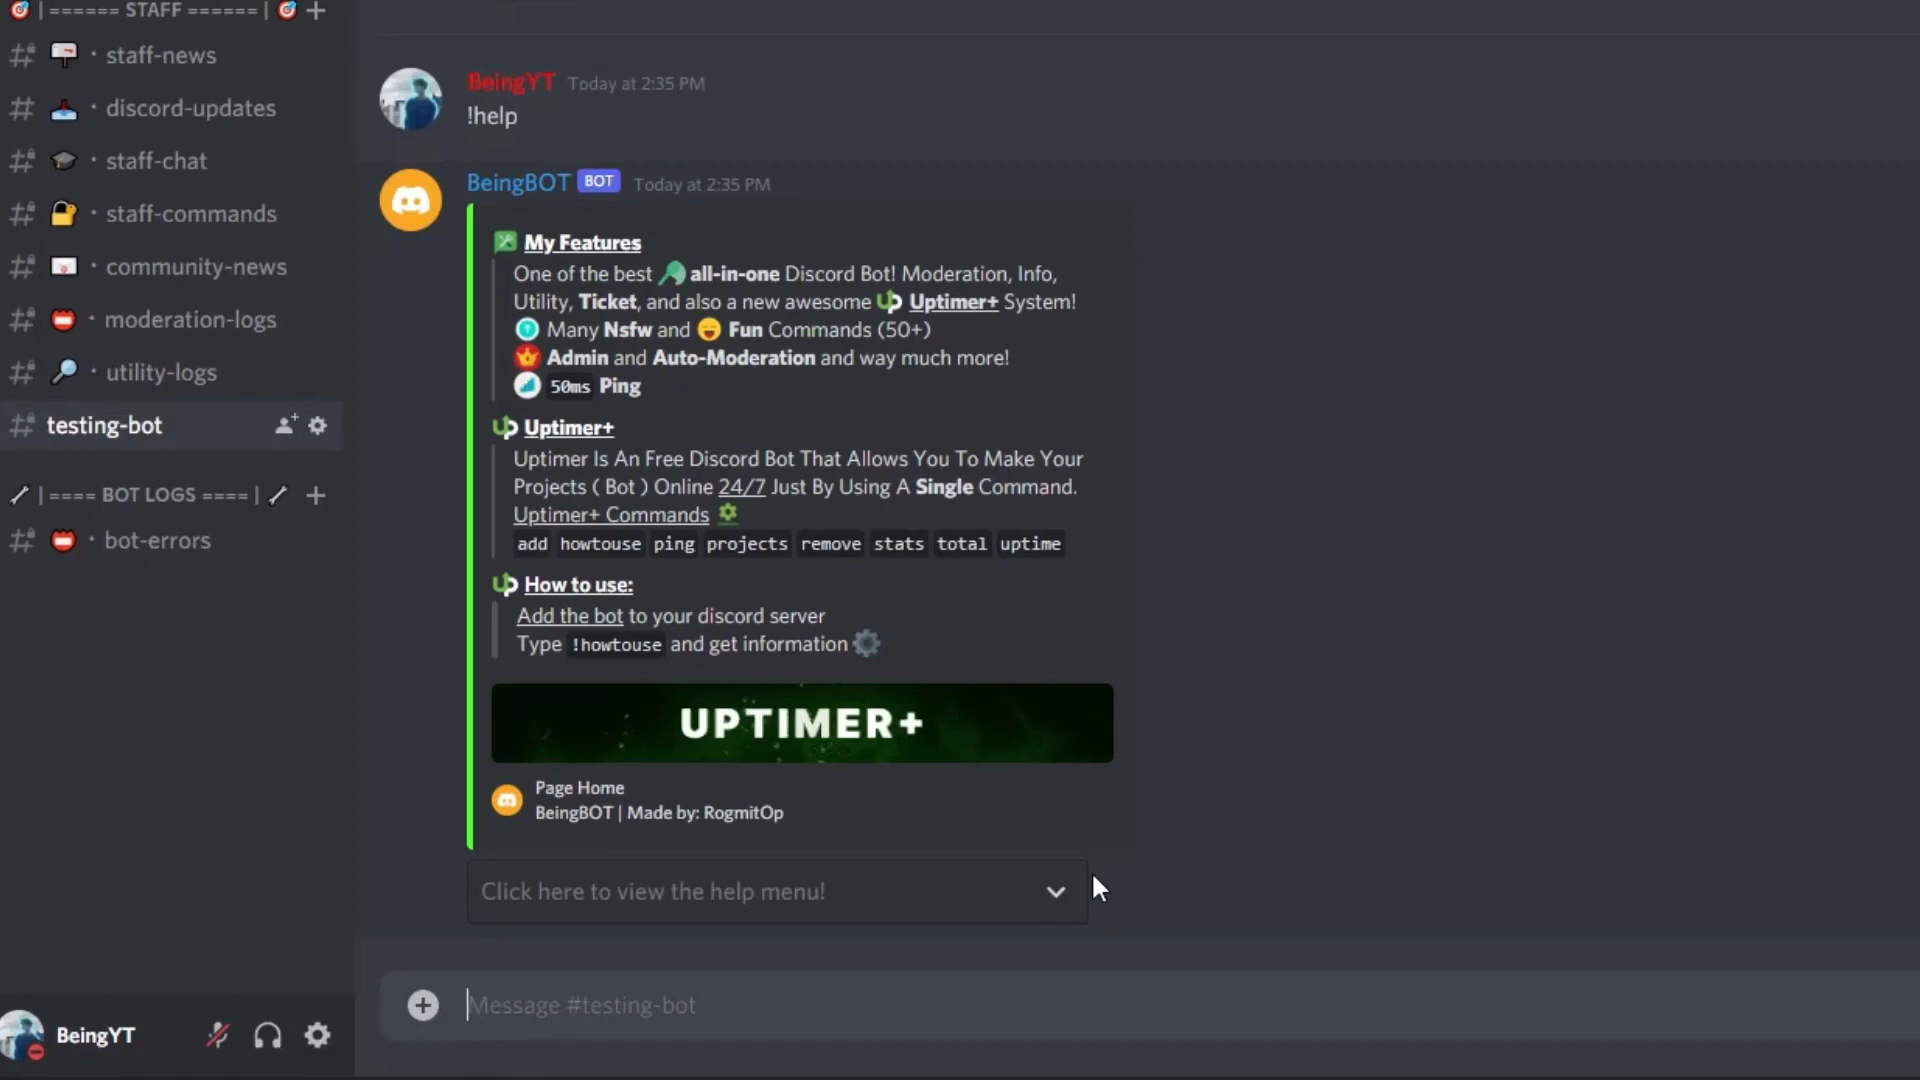 | ====== STAFF ====== |
staff-news
discord-updates
staff-chat
staff-commands
community-news
moderation-logs
utility-logs
testing-bot
| ==== BOT LOGS ==== |
bot-errors
BeingYT
BeingYT Today at 2:35 PM
!help
BeingBOT BOT Today at 2:35 PM
My Features
One of the best all-in-one Discord Bot! Moderation, Info,
Utility, Ticket, and also a new awesome Uptimer+ System!
Many Nsfw and Fun Commands (50+)
Admin and Auto-Moderation and way much more!
50ms Ping
Uptimer+
Uptimer Is An Free Discord Bot That Allows You To Make Your
Projects ( Bot ) Online 24/7 Just By Using A Single Command.
Uptimer+ Commands
add howtouse ping projects remove stats total uptime
How to use:
Add the bot to your discord server
Type !howtouse and get information
UPTIMER+
Page Home
BeingBOT | Made by: RogmitOp
Click here to view the help menu!
Message #testing-bot